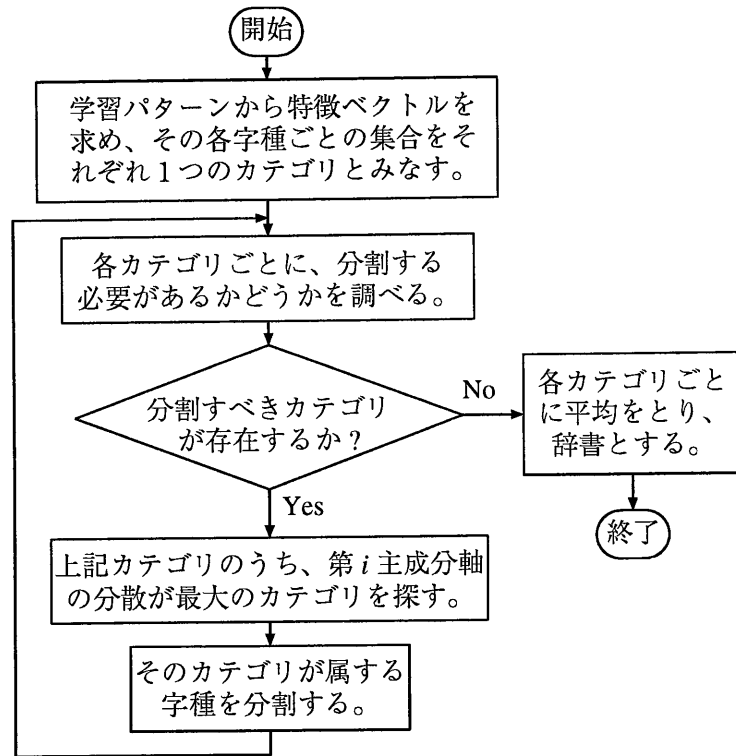 開始
学習パターンから特徴ベクトルを
求め、その各字種ごとの集合をそ
れぞれ1つのカテゴリとみなす。
各カテゴリごとに、分割する
必要があるかどうかを調べる。
分割すべきカテゴリ
が存在するか？
No
各カテゴリごと
に平均をとり、
辞書とする。
終了
Yes
上記カテゴリのうち、第 i 主成分軸
の分散が最大のカテゴリを探す。
そのカテゴリが属する
字種を分割する。